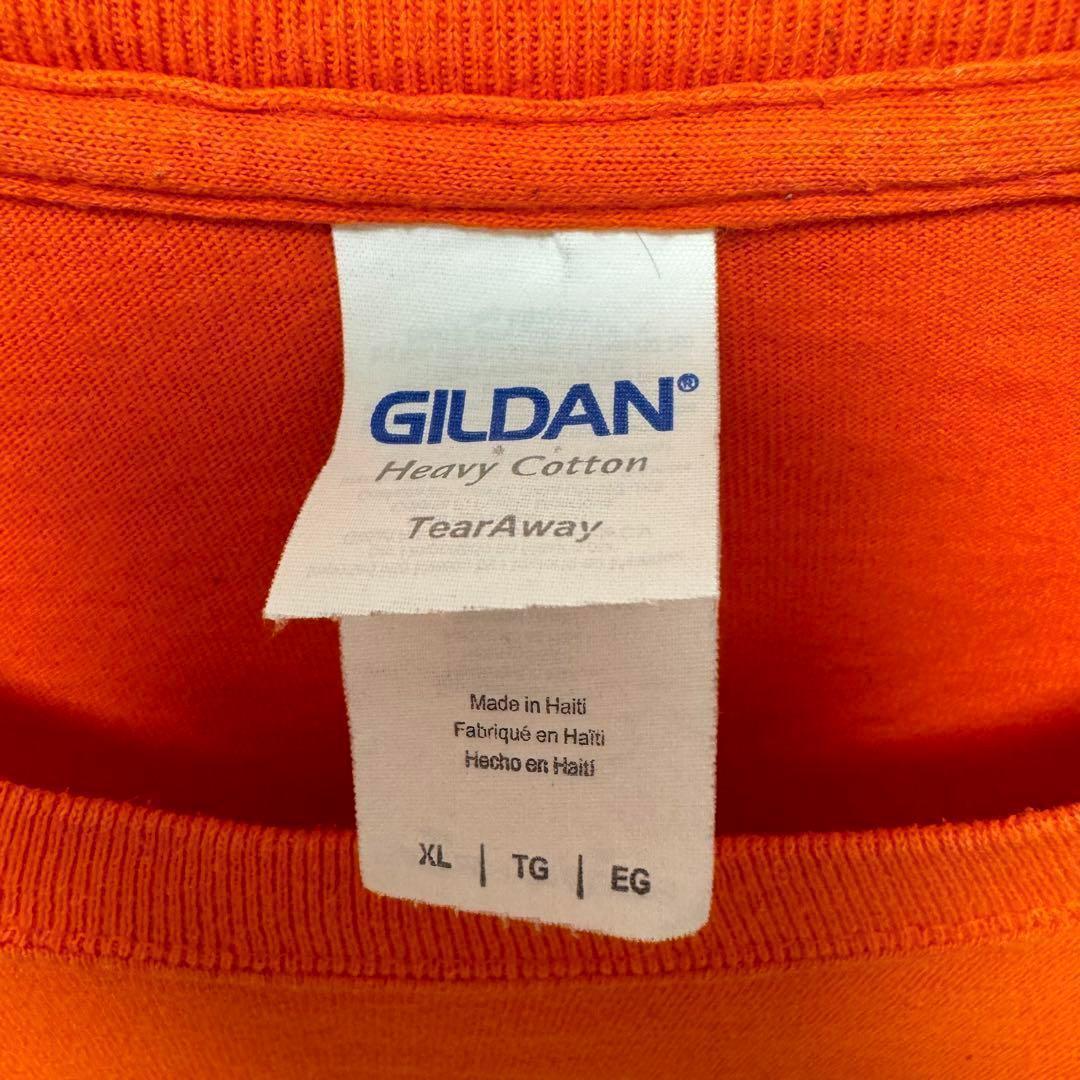 GILDAN®
Heavy Cotton
TearAway
Made in Haiti
Fabriqué en Haïti
Hecho en Haití
XL | TG | EG